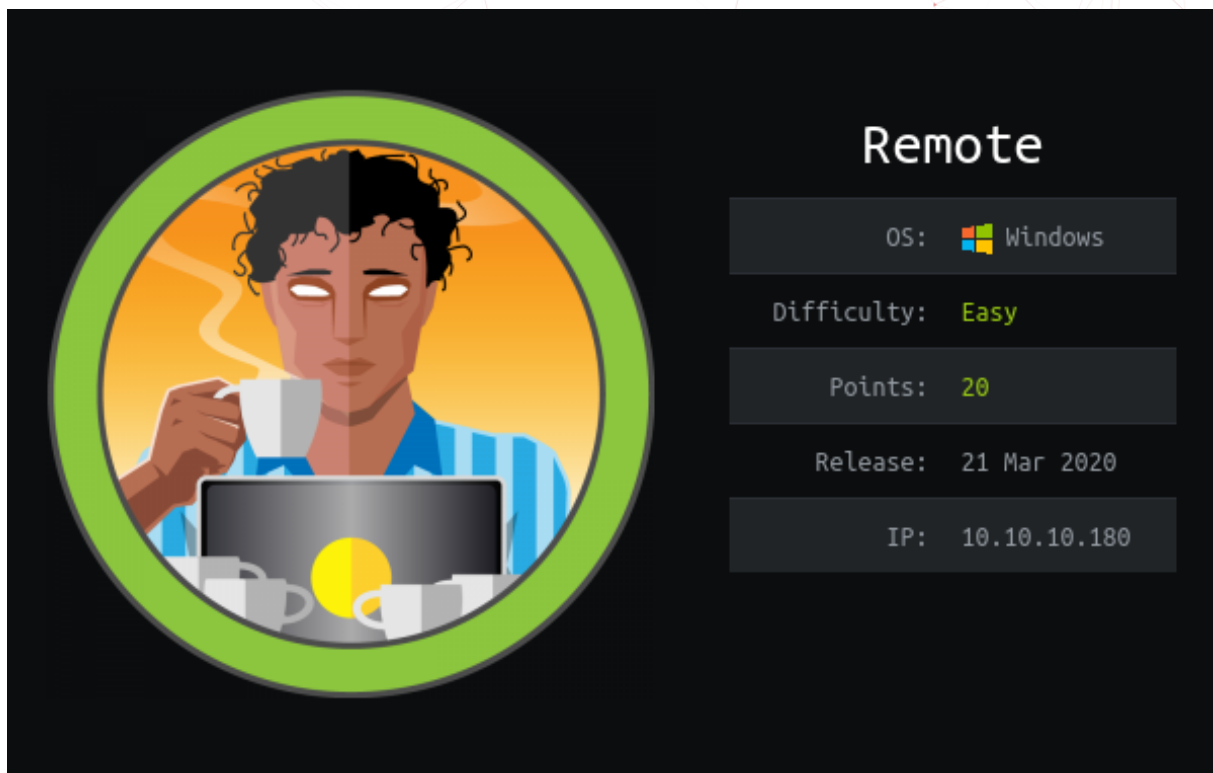 Remote
OS: Windows
Difficulty: Easy
Points: 20
Release: 21 Mar 2020
IP: 10.10.10.180